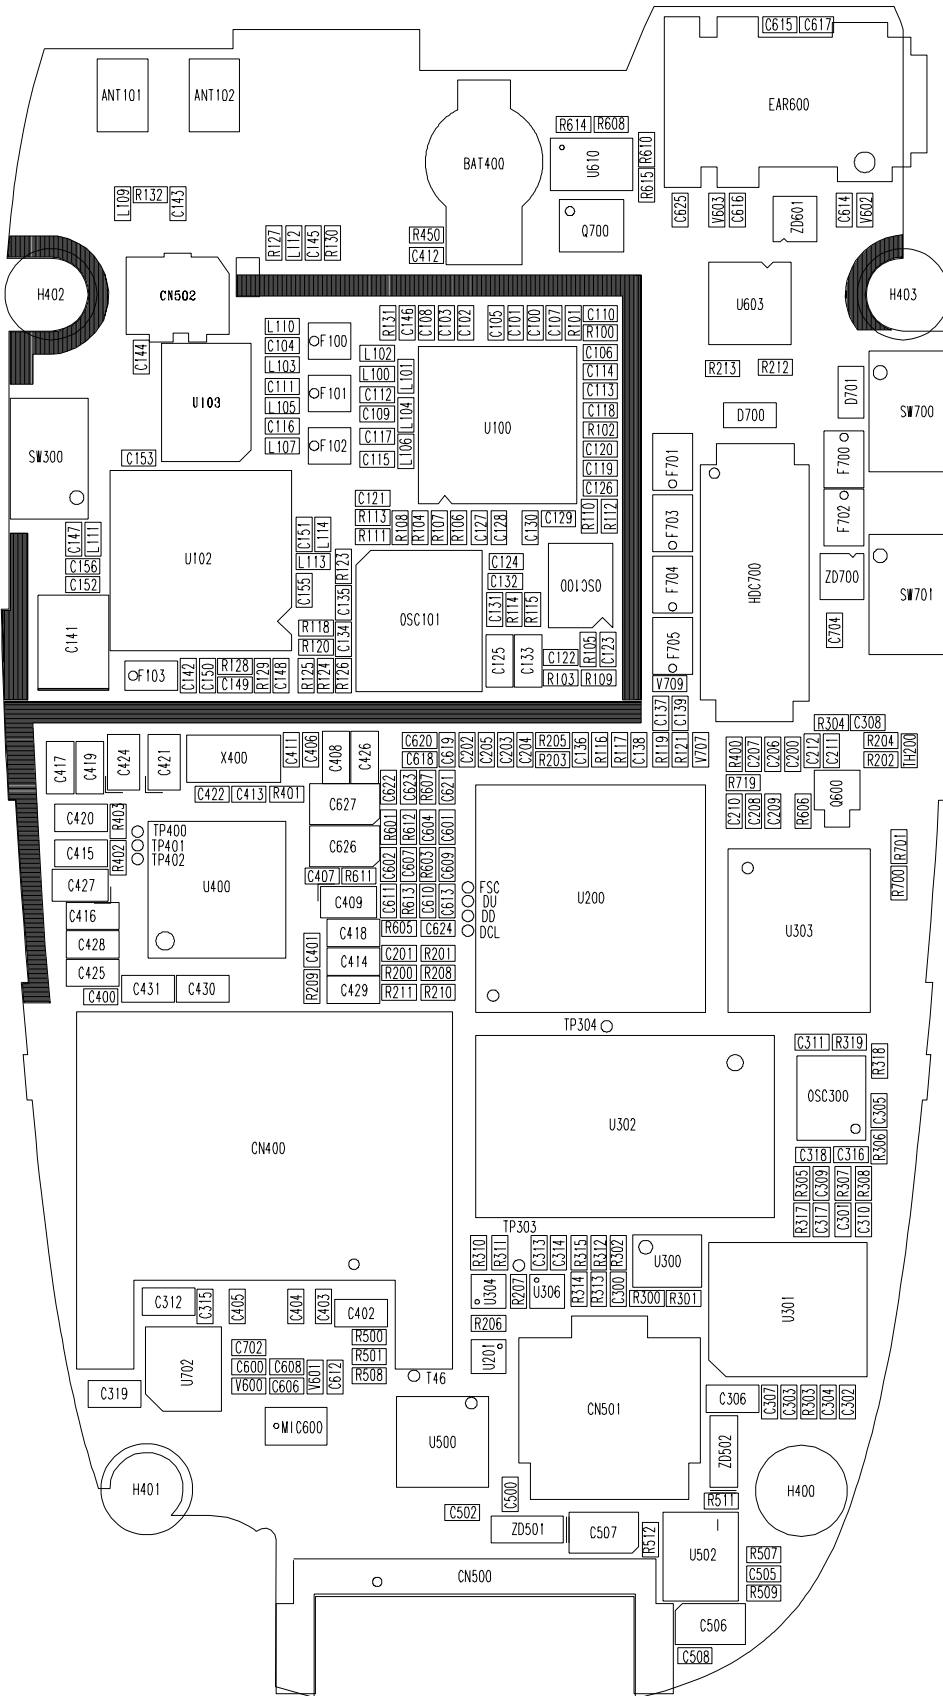 C615 C617
ANT101 ANT102
EAR600
R614 R608
BAT400 U610 R610
R615
L109 R132 C143
C625 V603 C616 ZD601 C614 V602
Q700
R127 L112 C145 R130 R450
C412
H402 CN502 U603 H403
L110 R131 C146 C108 C103 C102 C105 C101 C100 C107 R101 C110
R100
C104 F100
C144 L103 L102 C106
L100 L101 C114 R213 R212
C111 F101 C112 C113 D701
U103 L105 C109 L104 C118 D700 SW700
C116 U100 R102
L107 F102 C117 L106 C120 F701 F700
SW300 C153 C115 C119
C126
C121
R113 R108 R104 R107 R106 C127 C128 C130 C129 R110 R112 F703 F702
R111
C147 L111 C151 L114
C156 U102 L113 R123 C124 OSC100 F704 HDC700 ZD700
C152 C155 C132 SW701
C135 C131 R114 R115
C141 R118 C134 OSC101 F705 C704
R120
C125 C133 C122 R105 C123
F103 C142 C150 R128 R129 C148 R125 R124 R126 R103 R109 V709
C149
C137 C139
R304 C308
C417 C419 C424 C421 X400 C411 C406 C408 C426 C620 C619 C202 C205 C203 C204 R205 C136 R116 R117 C138 R119 R121 V707 R400 C207 C206 C200 C212 C211 R204 TH200
C618 R203 R202
R719
C422 C413 R401 C627 C622 C623 R607 C621 Q600
C210 C208 C209 R606
C420 R403 TP400 C626 R601 R612 C604 C601
TP401
C415 R402 TP402 C602 C607 R603 C609 R701
C427 U400 C407 R611 FSC R700
C409 C611 R613 C610 C613 DU U200
C416 DD
C418 R605 C624 DCL U303
C428 C401 C414 C201 R201
C425 R209 R200 R208
C400 C431 C430 C429 R211 R210
TP304
C311 R319
R318
OSC300
U302 C305
CN400 R306
C318 C316
R305 C309 R307 R308
R317 C317 C301 C310
TP303
R310 R311 C313 C314 R315 R312 R302 U300
U304 R207 U306 R314 R313 C300 R300 R301 U301
C312 C315 C405 C404 C403 C402
R206
C702 R500
R501 U201
U702 C600 C608 V601 C612 R508 T46
C319 V600 C606 CN501 C306 C307 C303 R303 C304 C302
MIC600 U500 ZD502
H401 C500 R511 H400
C502 ZD501 C507 R512
U502 R507
CN500 C505
R509
C506
C508